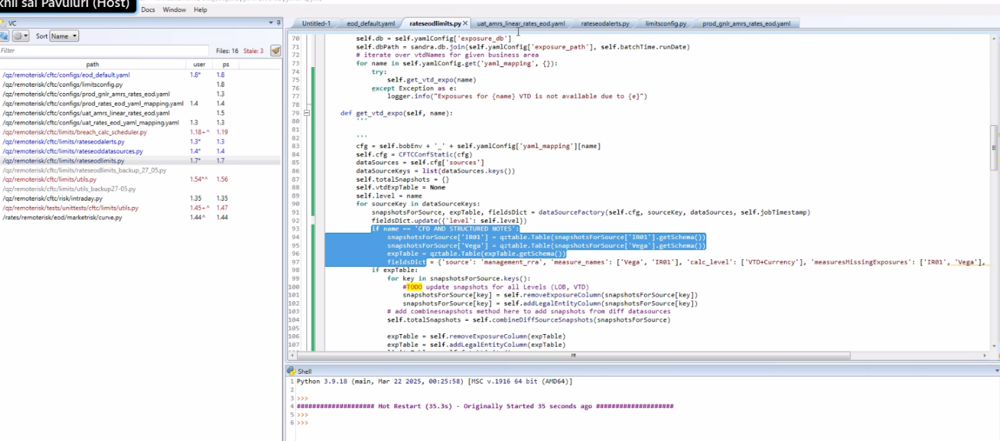 khil sai Pavuluri (Host)
Docs Window Help
VC
Sort Name
Filter
Files: 16 Stale: 3
path user ps
/qz/remoterisk/cftc/configs/eod_default.yaml 1.8* 1.8
/qz/remoterisk/cftc/configs/limitsconfig.py 1.8
/qz/remoterisk/cftc/configs/prod_gnlr_amrs_rates_eod.yaml 1.3
/qz/remoterisk/cftc/configs/prod_rates_eod_yaml_mapping.yaml 1.4 1.4
/qz/remoterisk/cftc/configs/uat_amrs_linear_rates_eod.yaml 1.5
/qz/remoterisk/cftc/configs/uat_rates_eod_yaml_mapping.yaml 1.3 1.3
/qz/remoterisk/cftc/limits/breach_calc_scheduler.py 1.18+^ 1.19
/qz/remoterisk/cftc/limits/rateseodalerts.py 1.3* 1.3
/qz/remoterisk/cftc/limits/rateseoddatasources.py 1.4* 1.4
/qz/remoterisk/cftc/limits/rateseodlimits.py 1.7* 1.7
/qz/remoterisk/cftc/limits/rateseodlimits_backup_27_05.py
/qz/remoterisk/cftc/limits/utils.py 1.54*^ 1.56
/qz/remoterisk/cftc/limits/utils_backup27-05.py
/qz/remoterisk/cftc/risk/intraday.py 1.35 1.35
/qz/remoterisk/tests/unittests/cftc/limits/utils.py 1.45+^ 1.47
/rates/remoterisk/eod/marketrisk/curve.py 1.44^ 1.44
Untitled-1 eod_default.yaml rateseodlimits.py uat_amrs_linear_rates_eod.yaml rateseodalerts.py limitsconfig.py prod_gnlr_amrs_rates_eod.yaml
70 self.db = self.yamlConfig['exposure_db']
71 self.dbPath = sandra.db.join(self.yamlConfig['exposure_path'], self.batchTime.runDate)
72 # iterate over vtdNames for given business area
73 for name in self.yamlConfig.get('yaml_mapping', {}):
74 try:
75 self.get_vtd_expo(name)
76 except Exception as e:
77 logger.info("Exposures for {name} VTD is not available due to {e}")
78
79 def get_vtd_expo(self, name):
80 '''
81
82 '''
83 cfg = self.bobEnv + '_' + self.yamlConfig['yaml_mapping'][name]
84 self.cfg = CFTCConfStatic(cfg)
85 dataSources = self.cfg['sources']
86 dataSourceKeys = list(dataSources.keys())
87 self.totalSnapshots = {}
88 self.vtdExpTable = None
89 self.level = name
90 for sourceKey in dataSourceKeys:
91 snapshotsForSource, expTable, fieldsDict = dataSourceFactory(self.cfg, sourceKey, dataSources, self.jobTimestamp)
92 fieldsDict.update({'level': self.level})
93 if name == 'CFD AND STRUCTURED NOTES':
94 snapshotsForSource['IR01'] = qztable.Table(snapshotsForSource['IR01'].getSchema())
95 snapshotsForSource['Vega'] = qztable.Table(snapshotsForSource['Vega'].getSchema())
96 expTable = qztable.Table(expTable.getSchema())
97 fieldsDict = {'source': 'management_rra', 'measure_names': ['Vega', 'IR01'], 'calc_level': ['VTD+Currency'], 'measuresMissingExposures': ['IR01', 'Vega'],
98 if expTable:
99 for key in snapshotsForSource.keys():
100 #TODO update snapshots for all Levels (LOB, VTD)
101 snapshotsForSource[key] = self.removeExposureColumn(snapshotsForSource[key])
102 snapshotsForSource[key] = self.addLegalEntityColumn(snapshotsForSource[key])
103 # add combinesnapshots method here to add snapshots from diff datasources
104 self.totalSnapshots = self.combineDiffSourceSnapshots(snapshotsForSource)
105
106 expTable = self.removeExposureColumn(expTable)
107 expTable = self.addLegalEntityColumn(expTable)
Shell
1 Python 3.9.18 (main, Mar 22 2025, 00:25:58) [MSC v.1916 64 bit (AMD64)]
2
3 >>>
4 #################### Hot Restart (35.3s) - Originally Started 35 seconds ago ####################
5 >>>
6 >>>